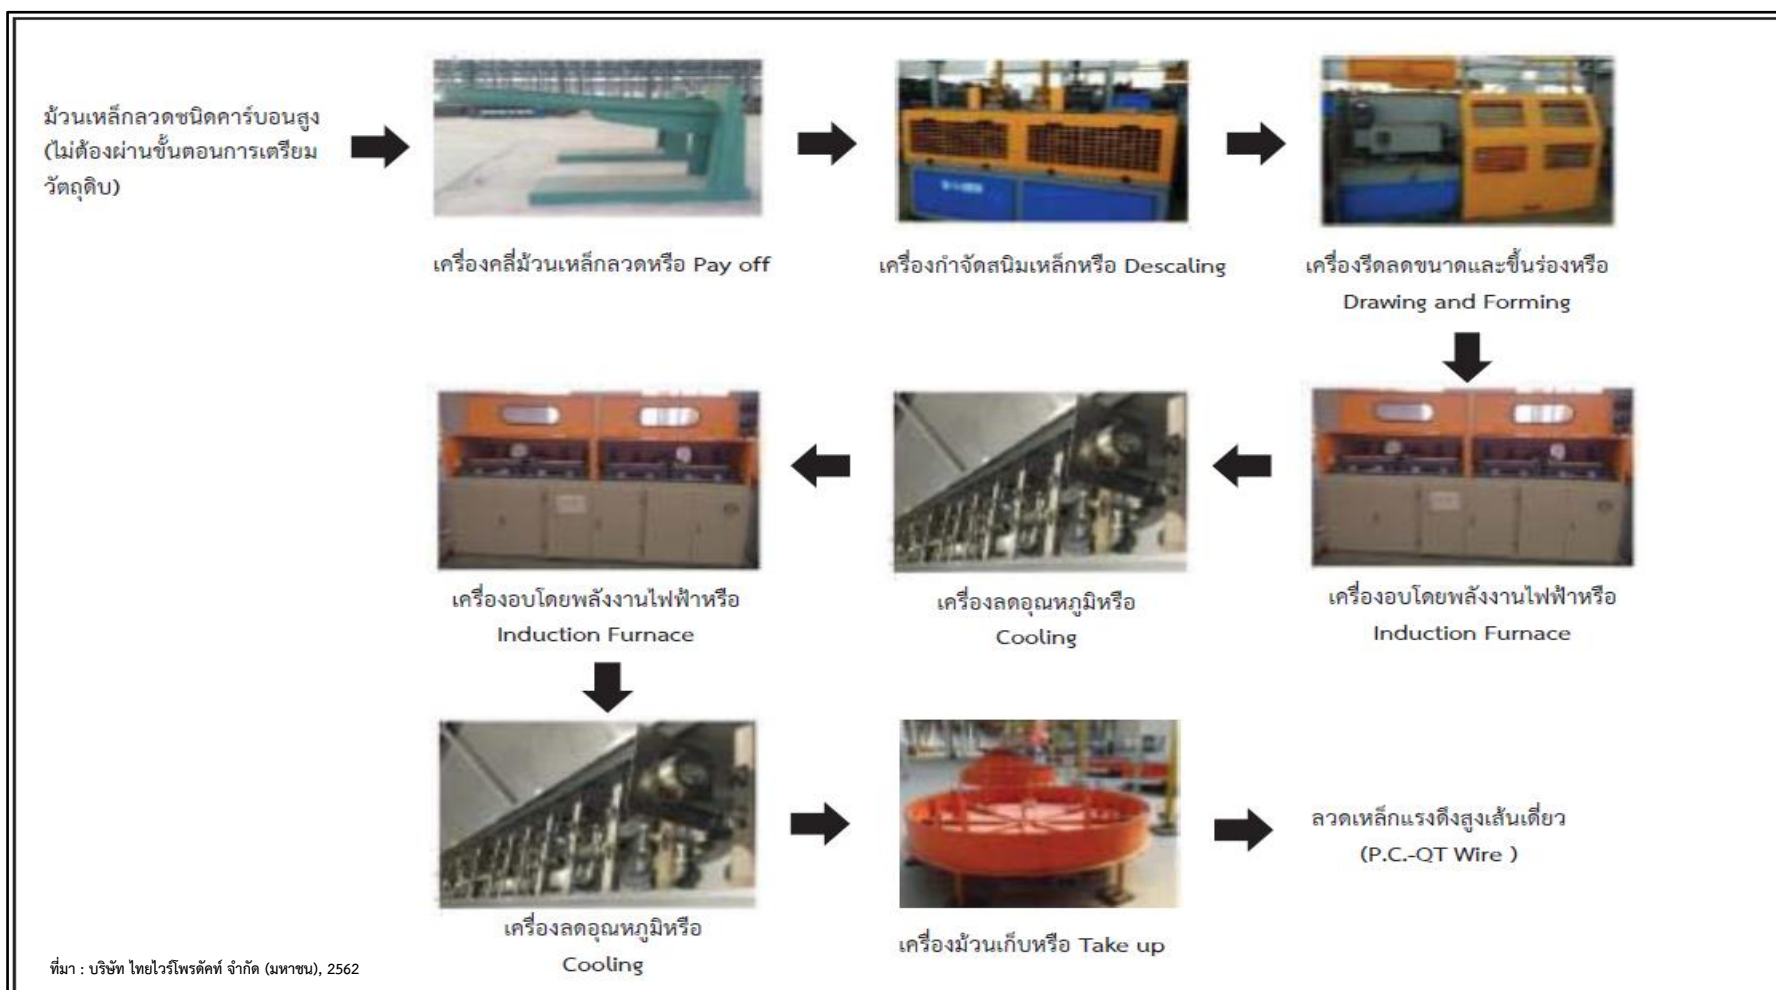 ม้วนเหล็กลวดชนิดคาร์บอนสูง
(ไม่ต้องผ่านขั้นตอนการเตรียม
วัตถุดิบ)
เครื่องคลี่ม้วนเหล็กลวดหรือ Pay off
เครื่องกำจัดสนิมเหล็กหรือ Descaling
เครื่องรีดลดขนาดและขึ้นร่องหรือ
Drawing and Forming
เครื่องอบโดยพลังงานไฟฟ้าหรือ
Induction Furnace
เครื่องลดอุณหภูมิหรือ
Cooling
เครื่องอบโดยพลังงานไฟฟ้าหรือ
Induction Furnace
เครื่องลดอุณหภูมิหรือ
Cooling
เครื่องม้วนเก็บหรือ Take up
ลวดเหล็กแรงดึงสูงเส้นเดี่ยว
(P.C.-QT Wire )
ที่มา : บริษัท ไทยไวร์โพรดัคท์ จำกัด (มหาชน), 2562